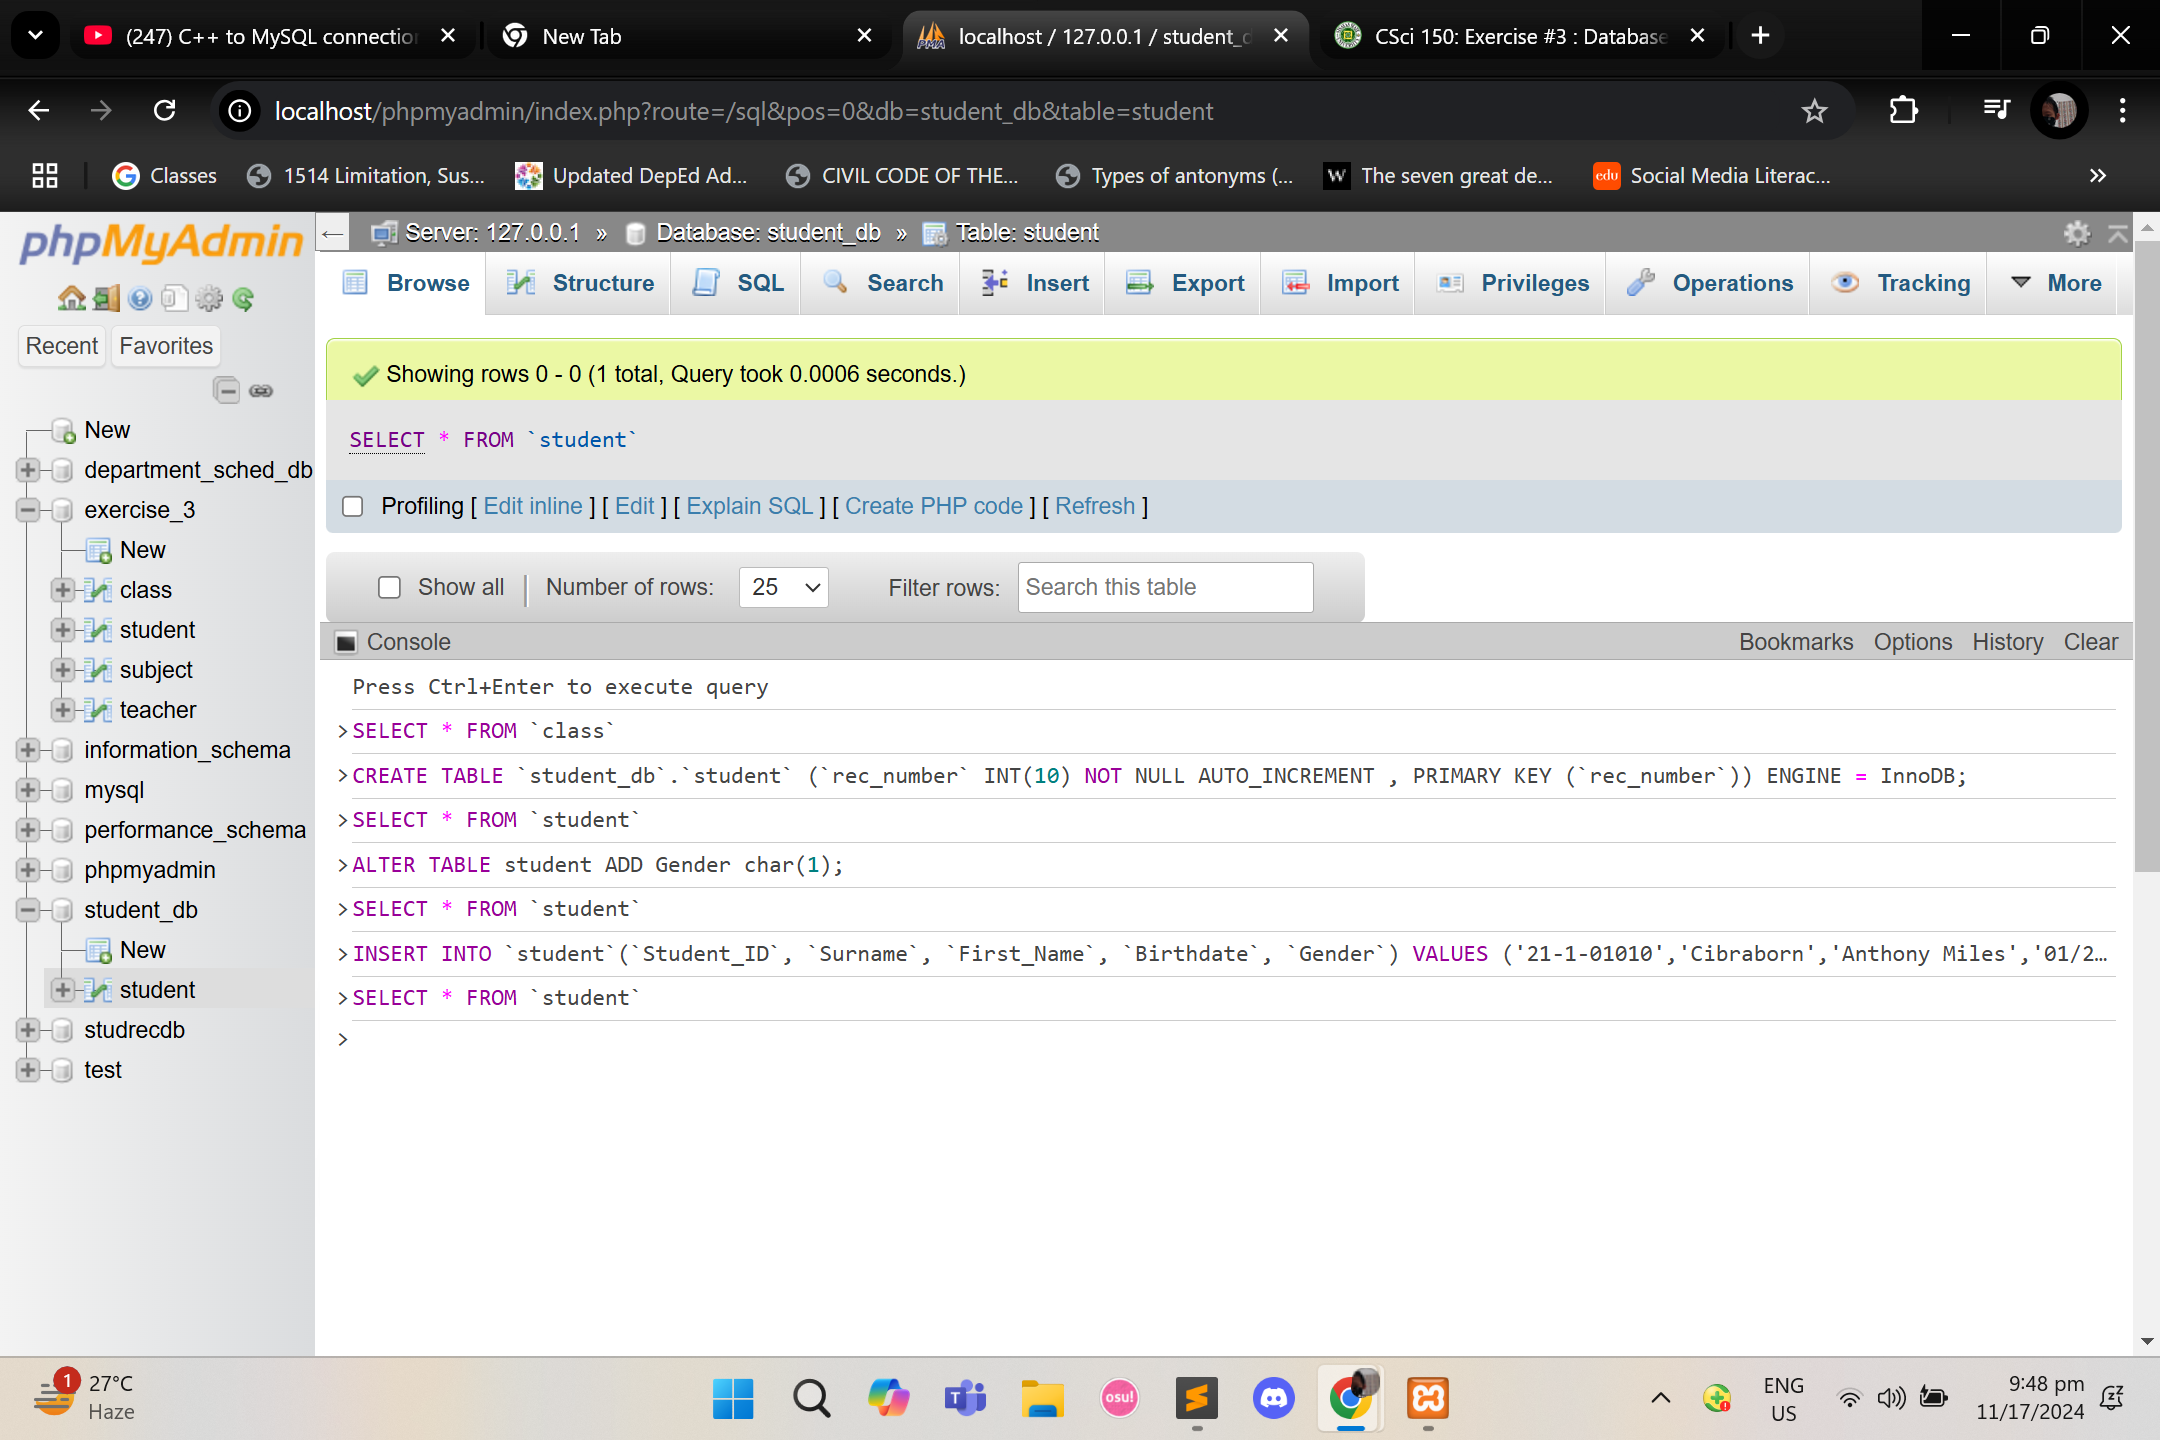 (247) C++ to MySQL connection
New Tab
localhost / 127.0.0.1 / student_d
CSci 150: Exercise #3 : Database
localhost/phpmyadmin/index.php?route=/sql&pos=0&db=student_db&table=student
Classes
1514 Limitation, Sus...
Updated DepEd Ad...
CIVIL CODE OF THE...
Types of antonyms (...
W The seven great de...
edu Social Media Literac...
phpMyAdmin
Recent Favorites
New
department_sched_db
exercise_3
New
class
student
subject
teacher
information_schema
mysql
performance_schema
phpmyadmin
student_db
New
student
studrecdb
test
Server: 127.0.0.1 » Database: student_db » Table: student
Browse Structure SQL Search Insert Export Import Privileges Operations Tracking More
Showing rows 0 - 0 (1 total, Query took 0.0006 seconds.)
SELECT * FROM `student`
Profiling [ Edit inline ] [ Edit ] [ Explain SQL ] [ Create PHP code ] [ Refresh ]
Show all | Number of rows: 25 Filter rows: Search this table
Console Bookmarks Options History Clear
Press Ctrl+Enter to execute query
>SELECT * FROM `class`
>CREATE TABLE `student_db`.`student` (`rec_number` INT(10) NOT NULL AUTO_INCREMENT , PRIMARY KEY (`rec_number`)) ENGINE = InnoDB;
>SELECT * FROM `student`
>ALTER TABLE student ADD Gender char(1);
>SELECT * FROM `student`
>INSERT INTO `student`(`Student_ID`, `Surname`, `First_Name`, `Birthdate`, `Gender`) VALUES ('21-1-01010','Cibraborn','Anthony Miles','01/2...
>SELECT * FROM `student`
>
1
27°C
Haze
osu!
ENG
US
9:48 pm
11/17/2024